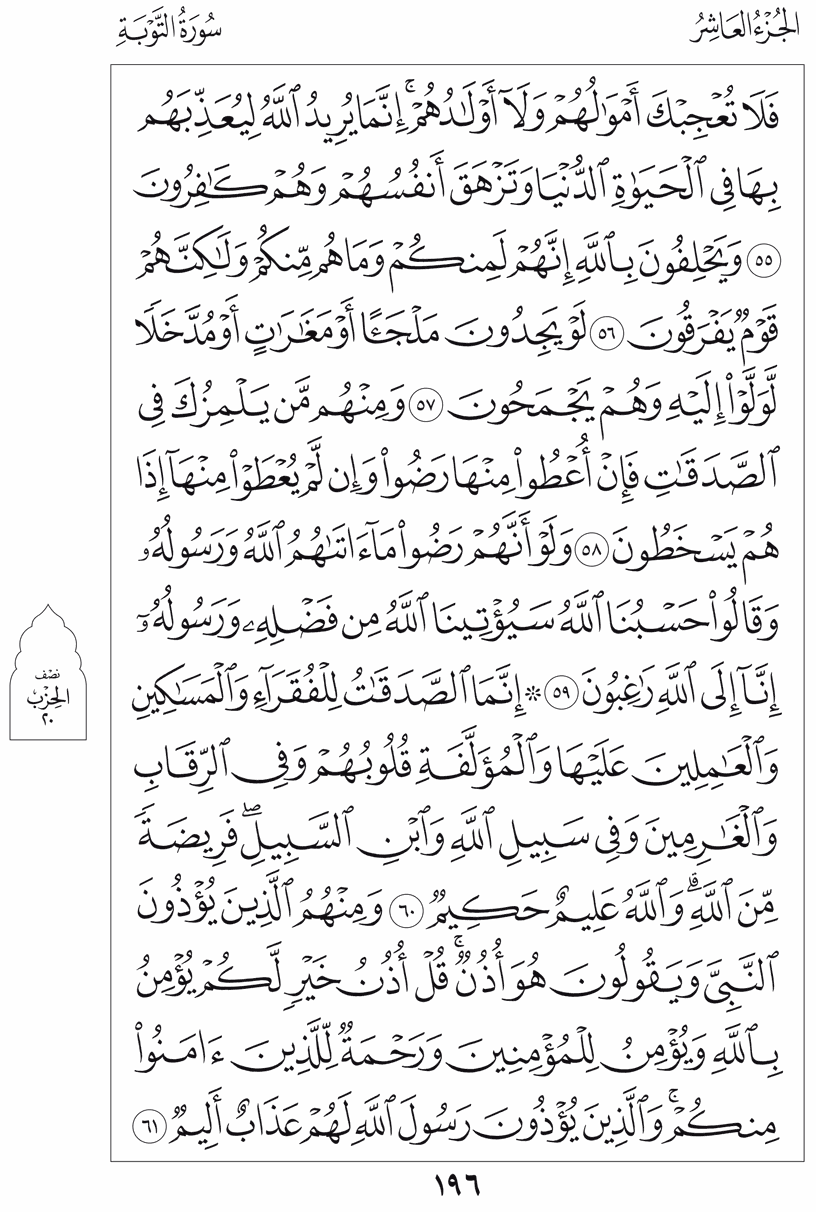 الجُزْءُ العَاشِرُ
سُورَةُ التَّوْبَةِ
فَلَا تُعْجِبْكَ أَمْوَٰلُهُمْ وَلَآ أَوْلَٰدُهُمْ ۚ إِنَّمَا يُرِيدُ ٱللَّهُ لِيُعَذِّبَهُم
بِهَا فِى ٱلْحَيَوٰةِ ٱلدُّنْيَا وَتَزْهَقَ أَنفُسُهُمْ وَهُمْ كَٰفِرُونَ
٥٥ وَيَحْلِفُونَ بِٱللَّهِ إِنَّهُمْ لَمِنكُمْ وَمَا هُم مِّنكُمْ وَلَٰكِنَّهُمْ
قَوْمٌ يَفْرَقُونَ ٥٦ لَوْ يَجِدُونَ مَلْجَـًٔا أَوْ مَغَٰرَٰتٍ أَوْ مُدَّخَلًا
لَّوَلَّوْا۟ إِلَيْهِ وَهُمْ يَجْمَحُونَ ٥٧ وَمِنْهُم مَّن يَلْمِزُكَ فِى
ٱلصَّدَقَٰتِ فَإِنْ أُعْطُوا۟ مِنْهَا رَضُوا۟ وَإِن لَّمْ يُعْطَوْا۟ مِنْهَآ إِذَا
هُمْ يَسْخَطُونَ ٥٨ وَلَوْ أَنَّهُمْ رَضُوا۟ مَآ ءَاتَىٰهُمُ ٱللَّهُ وَرَسُولُهُۥ
وَقَالُوا۟ حَسْبُنَا ٱللَّهُ سَيُؤْتِينَا ٱللَّهُ مِن فَضْلِهِۦ وَرَسُولُهُۥٓ
إِنَّآ إِلَى ٱللَّهِ رَٰغِبُونَ ٥٩ ۞ إِنَّمَا ٱلصَّدَقَٰتُ لِلْفُقَرَآءِ وَٱلْمَسَٰكِينِ
وَٱلْعَٰمِلِينَ عَلَيْهَا وَٱلْمُؤَلَّفَةِ قُلُوبُهُمْ وَفِى ٱلرِّقَابِ
وَٱلْغَٰرِمِينَ وَفِى سَبِيلِ ٱللَّهِ وَٱبْنِ ٱلسَّبِيلِ ۖ فَرِيضَةً
مِّنَ ٱللَّهِ ۗ وَٱللَّهُ عَلِيمٌ حَكِيمٌ ٦٠ وَمِنْهُمُ ٱلَّذِينَ يُؤْذُونَ
ٱلنَّبِىَّ وَيَقُولُونَ هُوَ أُذُنٌ ۚ قُلْ أُذُنُ خَيْرٍ لَّكُمْ يُؤْمِنُ
بِٱللَّهِ وَيُؤْمِنُ لِلْمُؤْمِنِينَ وَرَحْمَةٌ لِّلَّذِينَ ءَامَنُوا۟
مِنكُمْ ۚ وَٱلَّذِينَ يُؤْذُونَ رَسُولَ ٱللَّهِ لَهُمْ عَذَابٌ أَلِيمٌ ٦١
نصف
الحِزْب
٢٠
١٩٦